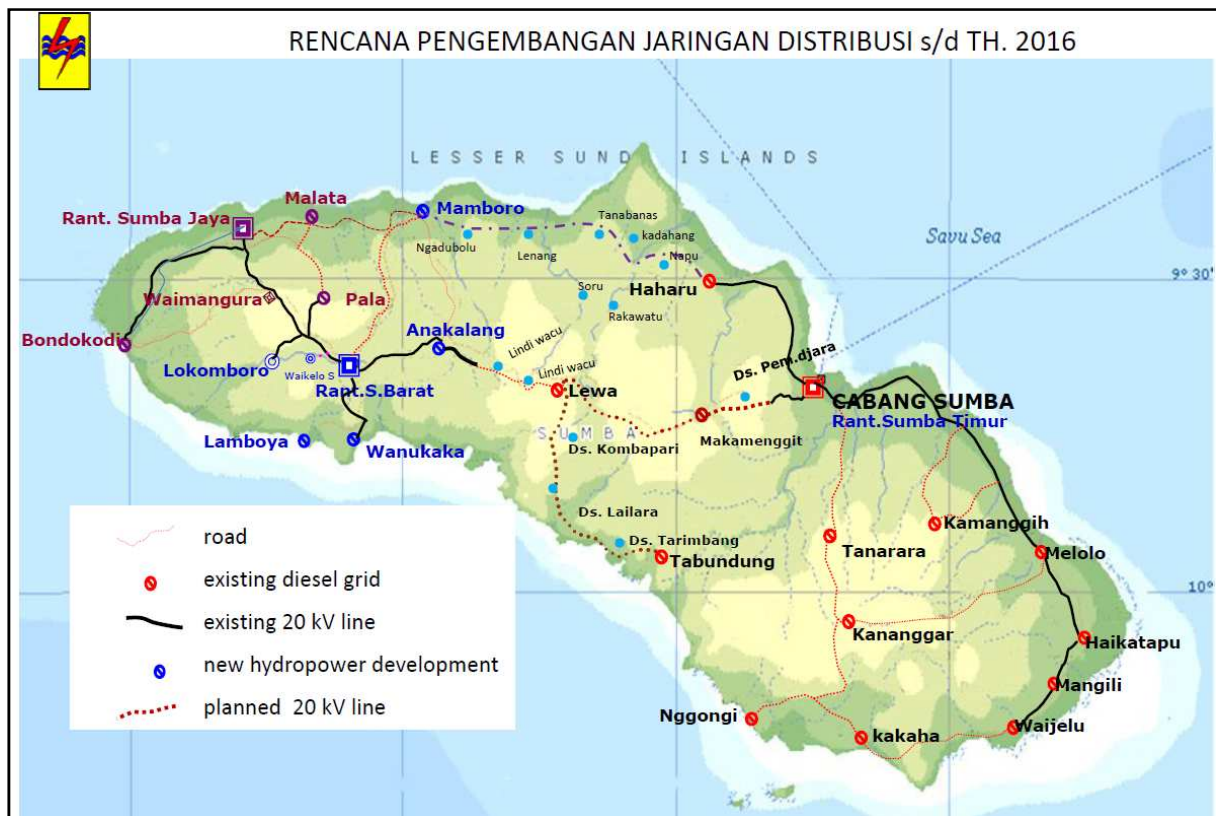 RENCANA PENGEMBANGAN JARINGAN DISTRIBUSI s/d TH. 2016
LESSER SUND ISLANDS
Malata
Rant. Sumba Jaya
Mamboro
Tanabanas
kadahang
Ngadubolu
Lenang
Napu
Savu Sea
9° 30'
Haharu
Soru
Rakawatu
Waimangura
Pala
Bondokodi
Anakalang
Lindi wacu
Lindi wacu
Ds. Pem.djara
Lokomboro
Waikelo S
Rant.S.Barat
Lewa
CABANG SUMBA
Rant.Sumba Timur
Makamenggit
SUMBA
Ds. Kombapari
Lamboya
Wanukaka
Ds. Lailara
Kamanggih
Tanarara
Melolo
Ds. Tarimbang
Tabundung
10°
Kananggar
Haikatapu
Mangili
Nggongi
kakaha
Waijelu
road
existing diesel grid
existing 20 kV line
new hydropower development
planned 20 kV line